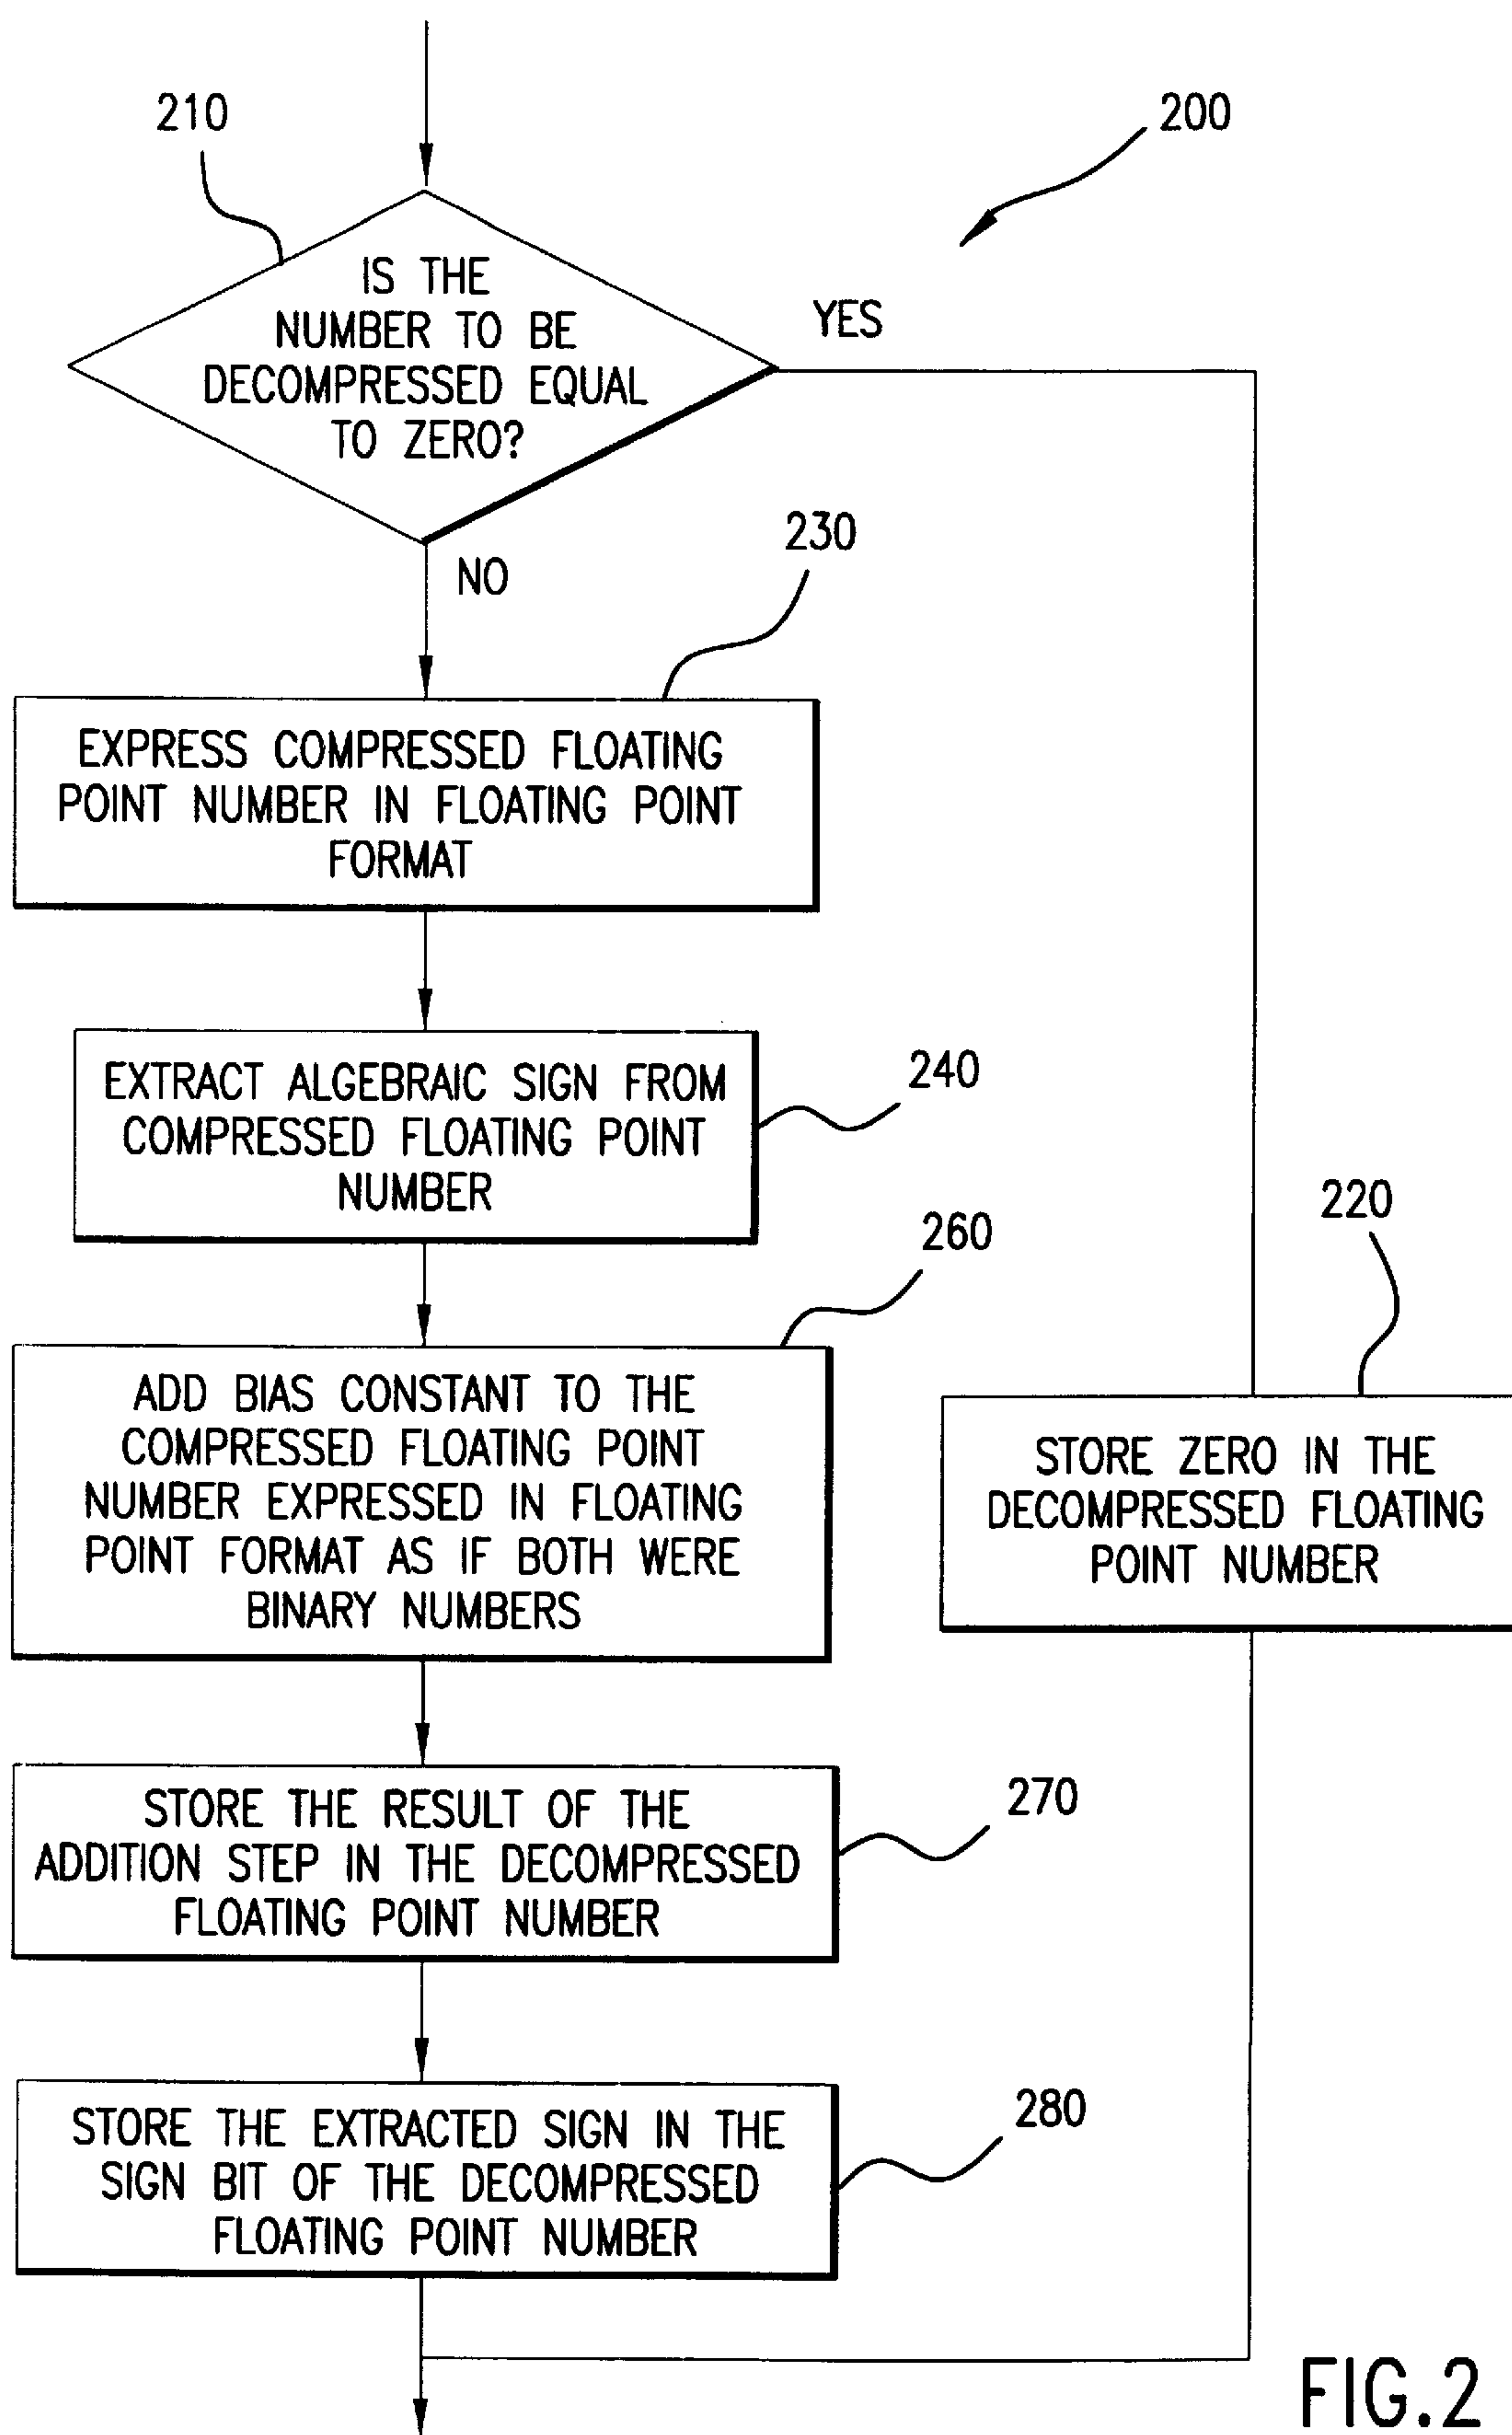 210
200
IS THE
NUMBER TO BE
DECOMPRESSED EQUAL
TO ZERO?
YES
NO
230
EXPRESS COMPRESSED FLOATING
POINT NUMBER IN FLOATING POINT
FORMAT
240
EXTRACT ALGEBRAIC SIGN FROM
COMPRESSED FLOATING POINT
NUMBER
260
ADD BIAS CONSTANT TO THE
COMPRESSED FLOATING POINT
NUMBER EXPRESSED IN FLOATING
POINT FORMAT AS IF BOTH WERE
BINARY NUMBERS
220
STORE ZERO IN THE
DECOMPRESSED FLOATING
POINT NUMBER
270
STORE THE RESULT OF THE
ADDITION STEP IN THE DECOMPRESSED
FLOATING POINT NUMBER
280
STORE THE EXTRACTED SIGN IN THE
SIGN BIT OF THE DECOMPRESSED
FLOATING POINT NUMBER
FIG.2